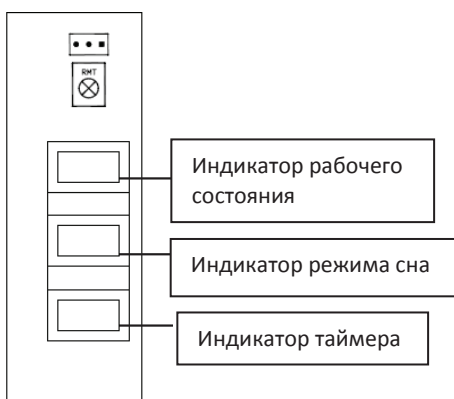 RMT
Индикатор рабочего
состояния
Индикатор режима сна
Индикатор таймера